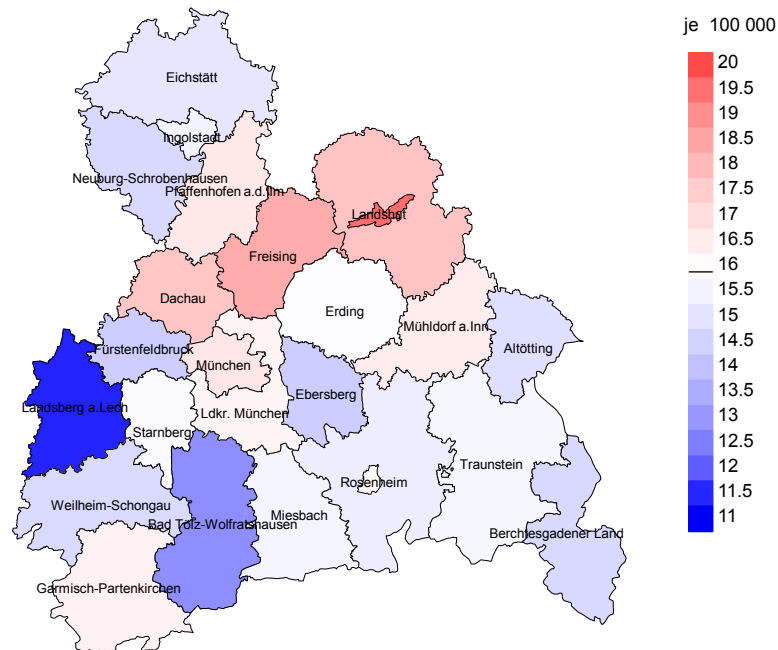 je 100 000
20
19.5
19
18.5
18
17.5
17
16.5
16
15.5
15
14.5
14
13.5
13
12.5
12
11.5
11
Eichstätt
Ingolstadt
Neuburg-Schrobenhausen
Pfaffenhofen a.d.Ilm
Landshut
Freising
Dachau
Erding
Mühldorf a.Inn
Altötting
Fürstenfeldbruck
München
Ebersberg
Landsberg a.Lech
Ldkr. München
Starnberg
Traunstein
Rosenheim
Weilheim-Schongau
Miesbach
Bad Tölz-Wolfratshausen
Berchtesgadener Land
Garmisch-Partenkirchen